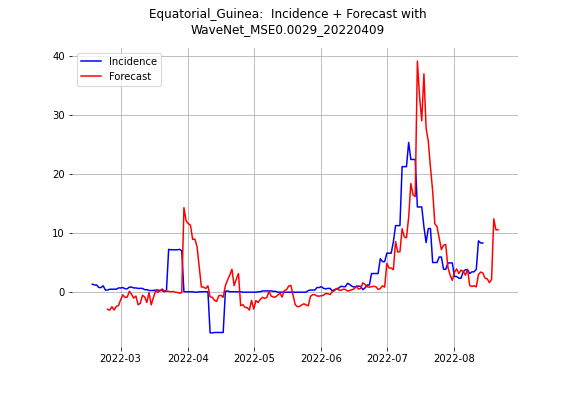 Equatorial_Guinea:  Incidence + Forecast with
WaveNet_MSE0.0029_20220409
40
30
20
10
0
Incidence
Forecast
2022-03
2022-04
2022-05
2022-06
2022-07
2022-08